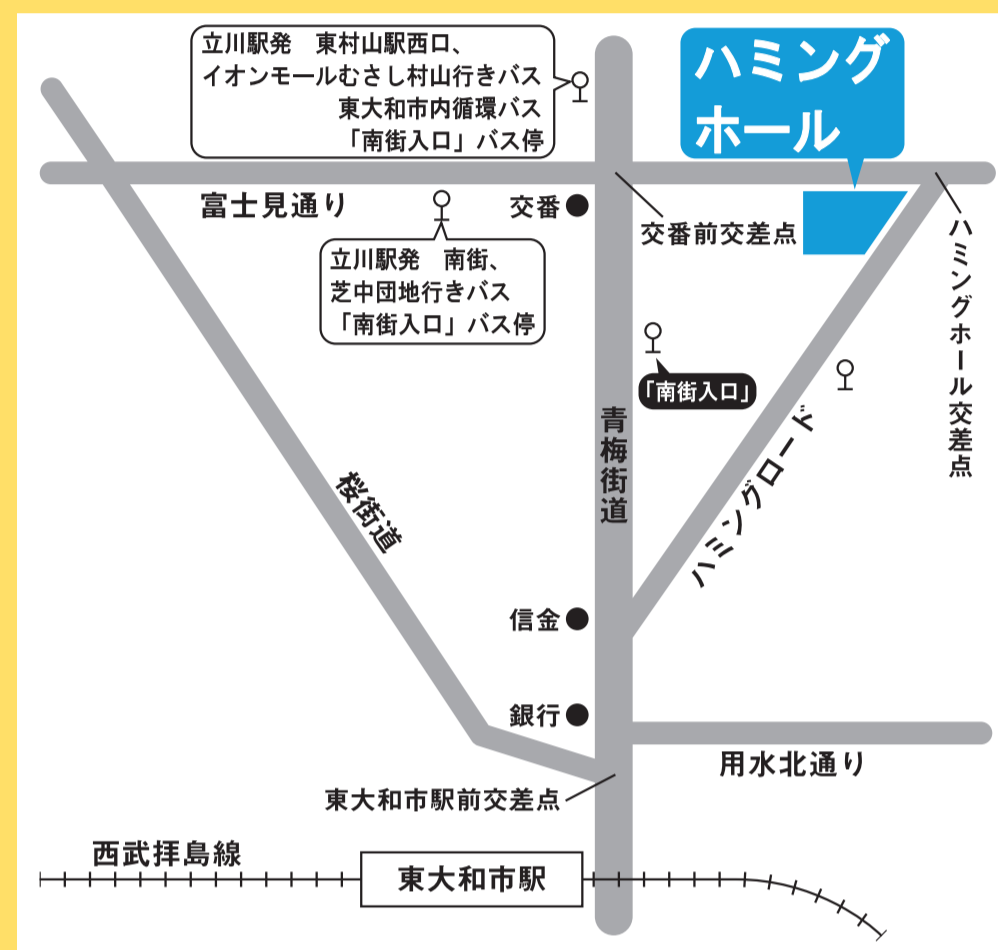 立川駅発　東村山駅西口、
イオンモールむさし村山行きバス
東大和市内循環バス
「南街入口」バス停
ハミング
ホール
富士見通り
交番
交番前交差点
立川駅発　南街、
芝中団地行きバス
「南街入口」バス停
ハミングホール交差点
「南街入口」
青梅街道
ハミングロード
桜街道
信金
銀行
用水北通り
東大和市駅前交差点
西武拝島線
東大和市駅